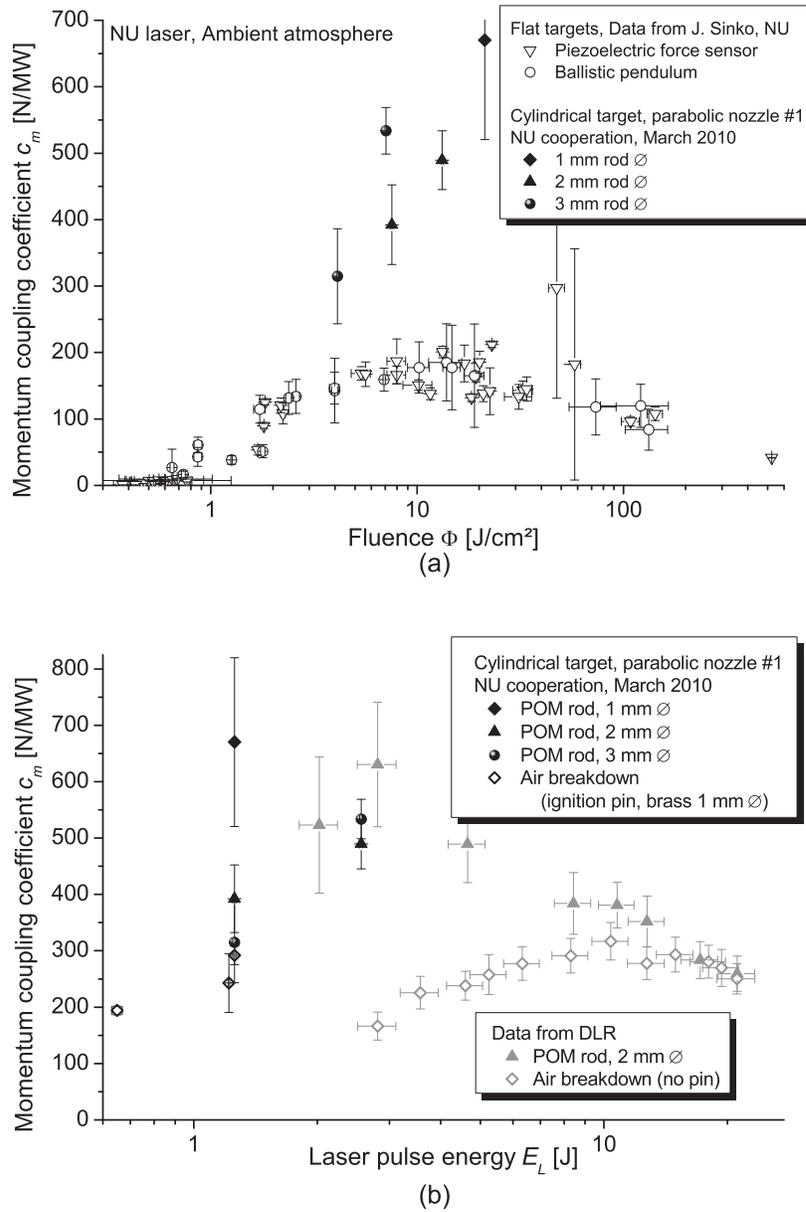 NU laser, Ambient atmosphere
Flat targets, Data from J. Sinko, NU
Piezoelectric force sensor
Ballistic pendulum
Cylindrical target, parabolic nozzle #1
NU cooperation, March 2010
1 mm rod ∅
2 mm rod ∅
3 mm rod ∅
Momentum coupling coefficient cm [N/MW]
700
600
500
400
300
200
100
0
1
10
100
Fluence Φ [J/cm²]
(a)
Cylindrical target, parabolic nozzle #1
NU cooperation, March 2010
POM rod, 1 mm ∅
POM rod, 2 mm ∅
POM rod, 3 mm ∅
Air breakdown
(ignition pin, brass 1 mm ∅)
Momentum coupling coefficient cm [N/MW]
800
700
600
500
400
300
200
100
0
Data from DLR
POM rod, 2 mm ∅
Air breakdown (no pin)
1
10
Laser pulse energy EL [J]
(b)